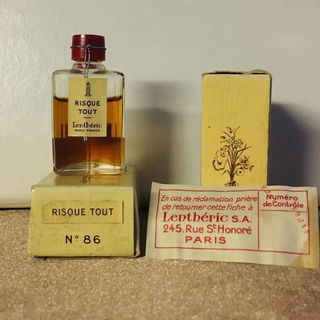 RISQUE
TOUT
Lenthéric
PARIS FRANCE
RISQUE TOUT
N° 86
En cas de réclamation prière
de retourner cette fiche à
Lenthéric S.A.
245, Rue St Honoré
PARIS
Numéro
de Contrôle